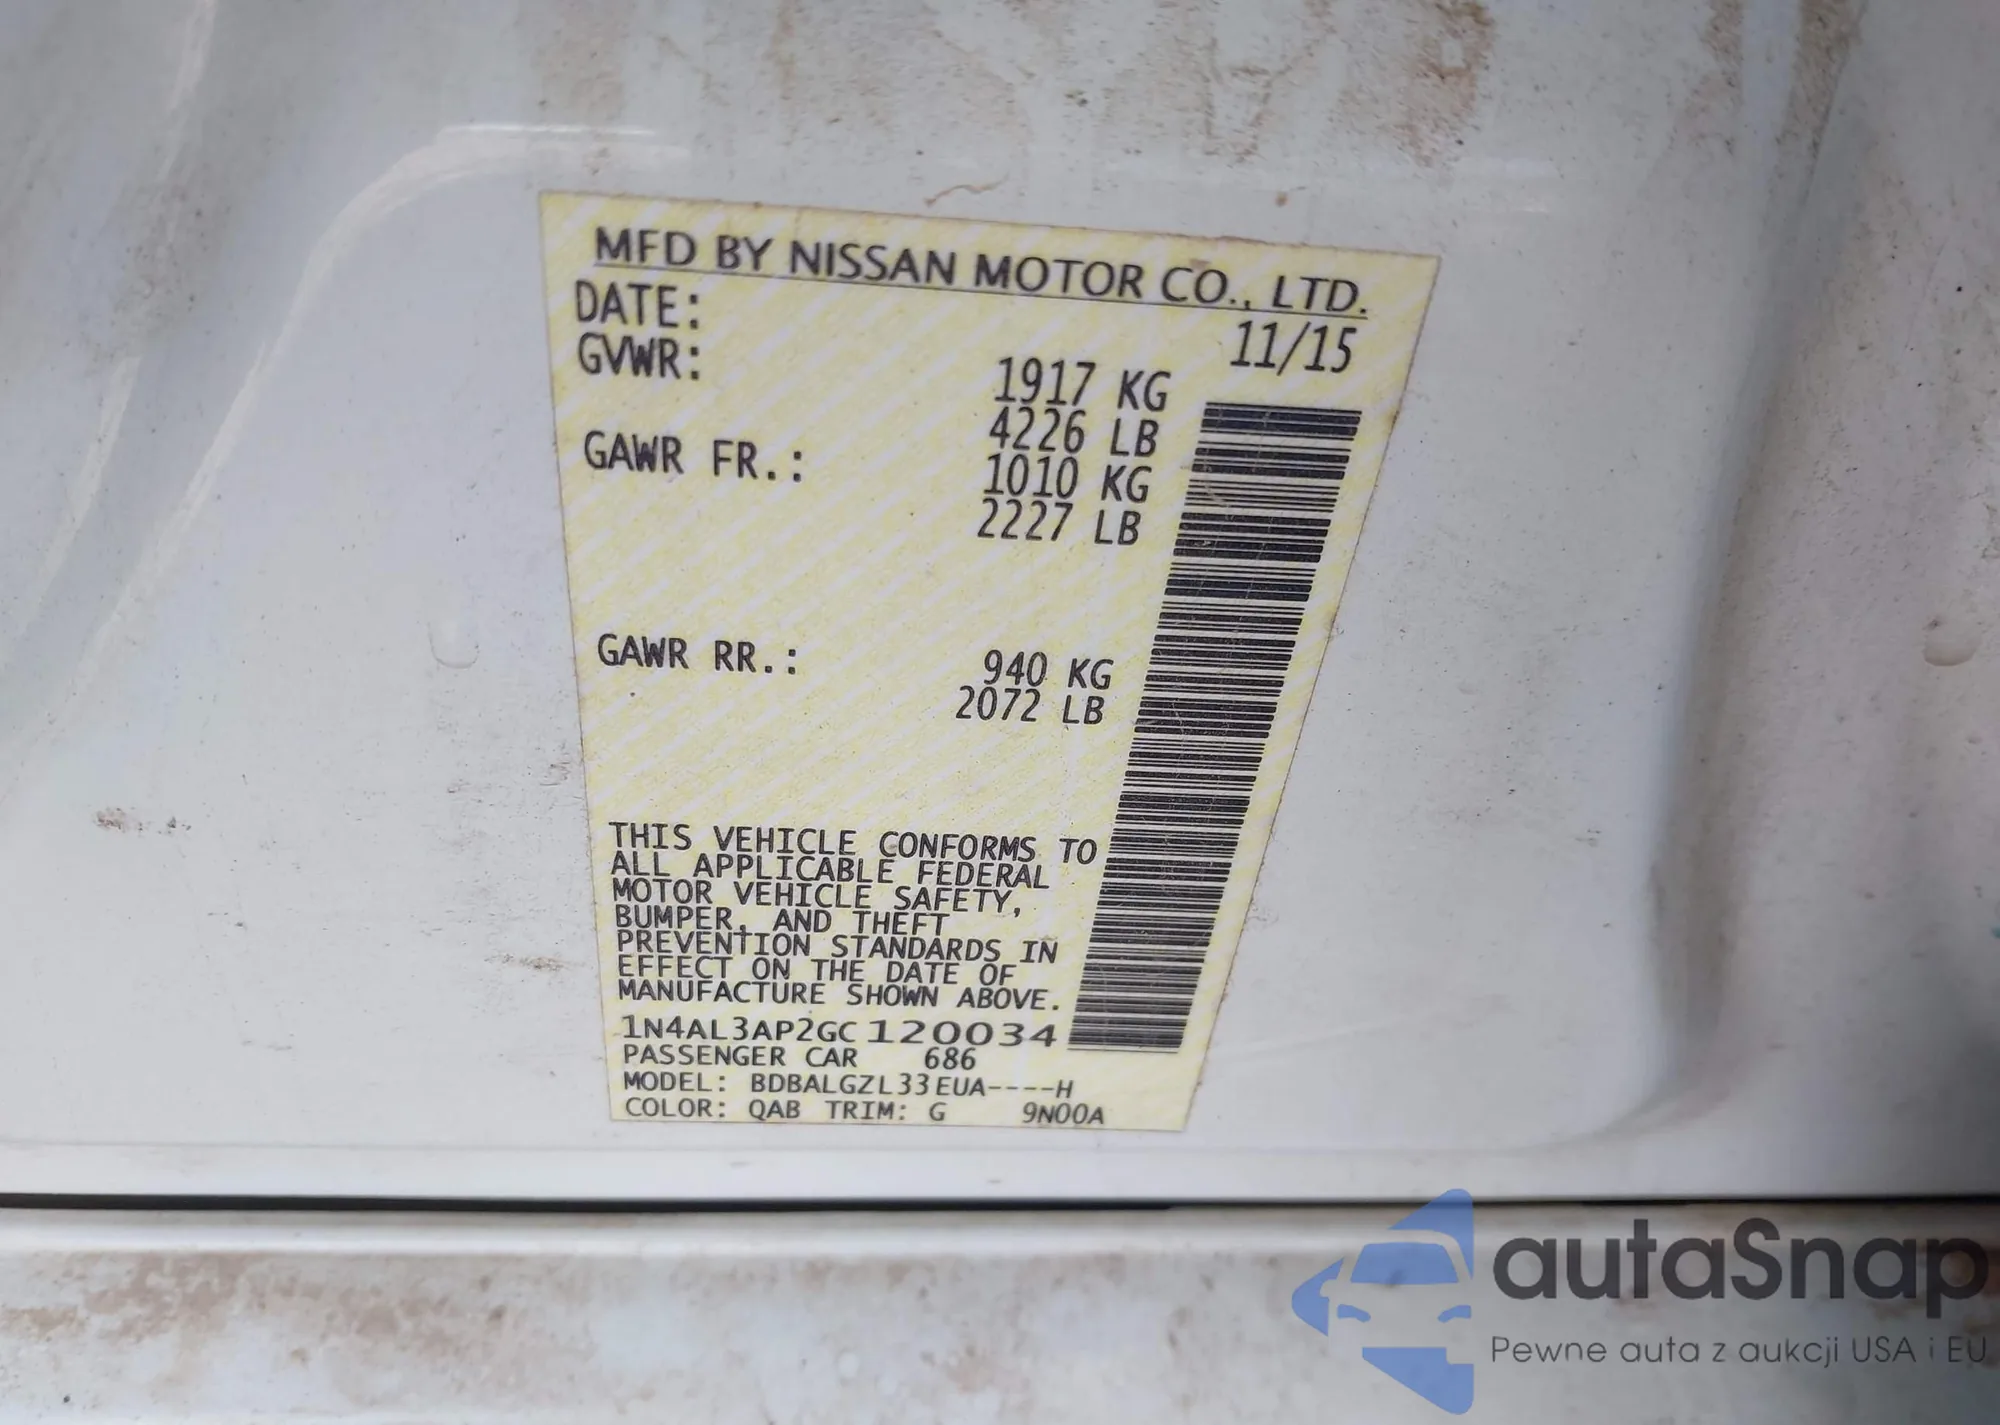 MFD BY NISSAN MOTOR CO., LTD.
DATE: 11/15
GVWR: 1917 KG
4226 LB
GAWR FR.: 1010 KG
2227 LB
GAWR RR.: 940 KG
2072 LB
THIS VEHICLE CONFORMS TO
ALL APPLICABLE FEDERAL
MOTOR VEHICLE SAFETY,
BUMPER, AND THEFT
PREVENTION STANDARDS IN
EFFECT ON THE DATE OF
MANUFACTURE SHOWN ABOVE.
1N4AL3AP2GC120034
PASSENGER CAR 686
MODEL: BDBALGZL33EUA----H
COLOR: QAB TRIM: G 9N00A
autaSnap
Pewne auta z aukcji USA i EU